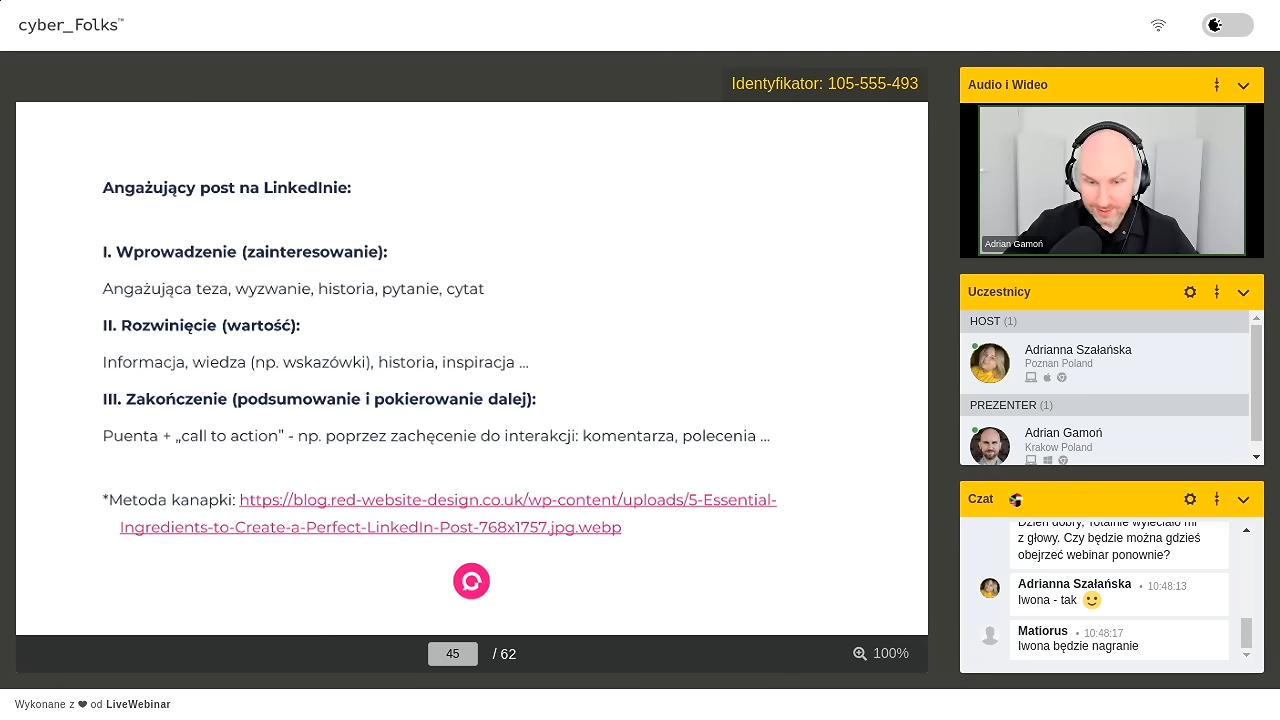 cyber_Folks™
Identyfikator: 105-555-493
Angażujący post na LinkedInie:
I. Wprowadzenie (zainteresowanie):
Angażująca teza, wyzwanie, historia, pytanie, cytat
II. Rozwinięcie (wartość):
Informacja, wiedza (np. wskazówki), historia, inspiracja ...
III. Zakończenie (podsumowanie i pokierowanie dalej):
Puenta + „call to action” - np. poprzez zachęcenie do interakcji: komentarza, polecenia ...
*Metoda kanapki: https://blog.red-website-design.co.uk/wp-content/uploads/5-Essential-
Ingredients-to-Create-a-Perfect-LinkedIn-Post-768x1757.jpg.webp
45 / 62
100%
Audio i Wideo
Adrian Gamoń
Uczestnicy
HOST (1)
Adrianna Szałańska
Poznan Poland
PREZENTER (1)
Adrian Gamoń
Krakow Poland
Czat
Dzień dobry, Totalnie wyleciało mi
z głowy. Czy będzie można gdzieś
obejrzeć webinar ponownie?
Adrianna Szałańska • 10:48:13
Iwona - tak 🙂
Matiorus • 10:48:17
Iwona będzie nagranie
Wykonane z ❤ od LiveWebinar